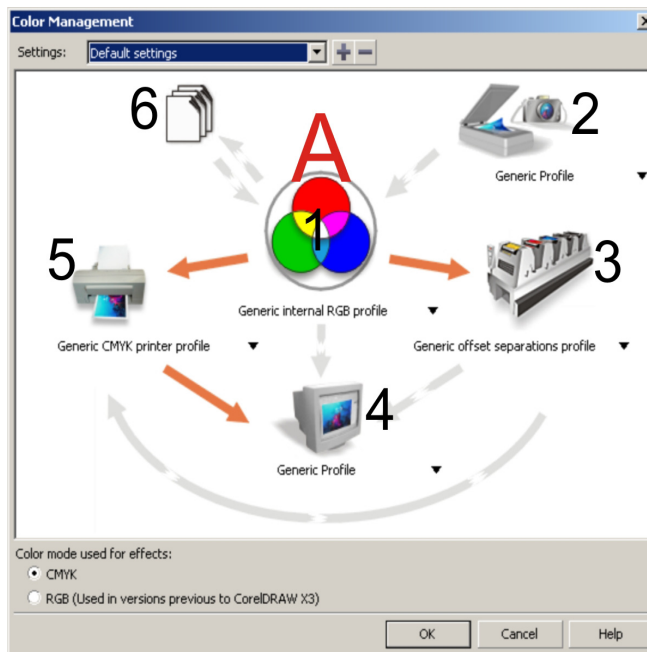 Color Management
Settings: Default settings
6
A
2
Generic Profile
1
5
3
Generic internal RGB profile
Generic CMYK printer profile
Generic offset separations profile
4
Generic Profile
Color mode used for effects:
CMYK
RGB (Used in versions previous to CorelDRAW X3)
OK Cancel Help